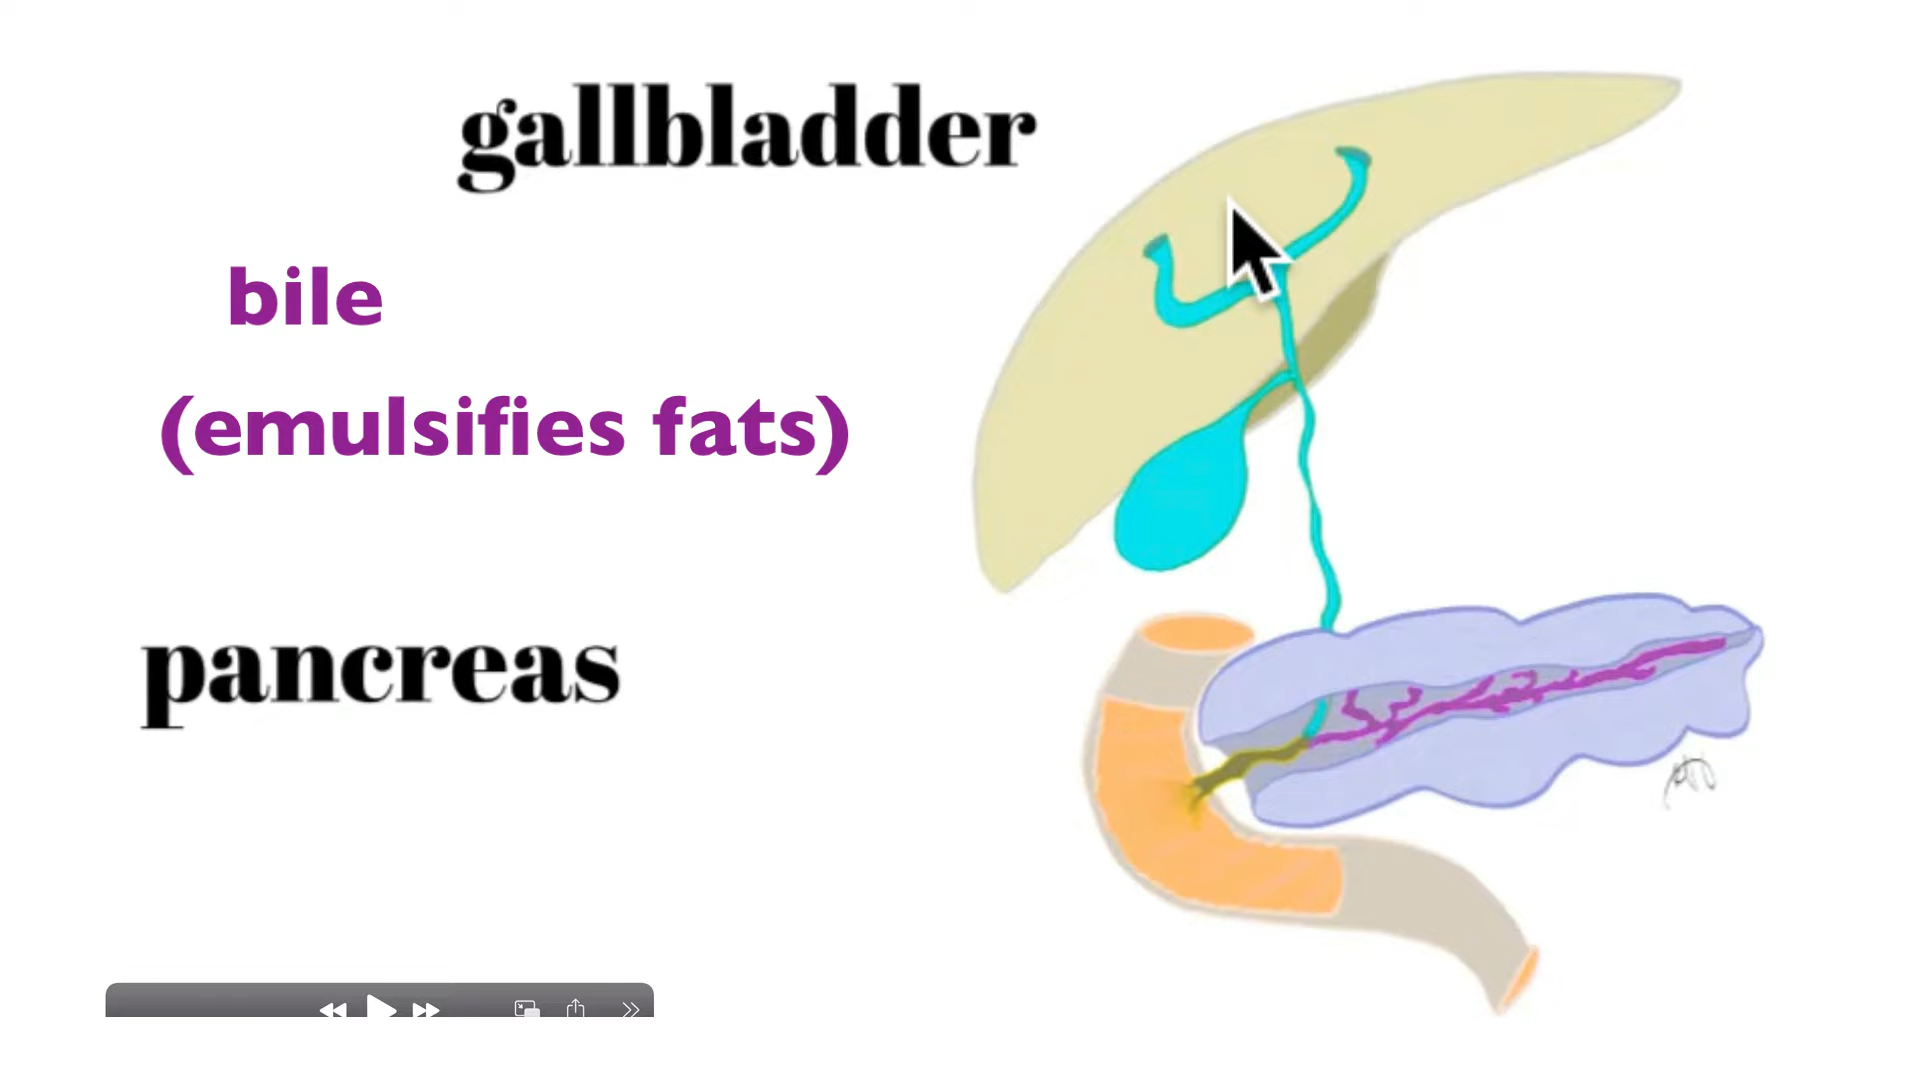 gallbladder
bile
(emulsifies fats)
pancreas